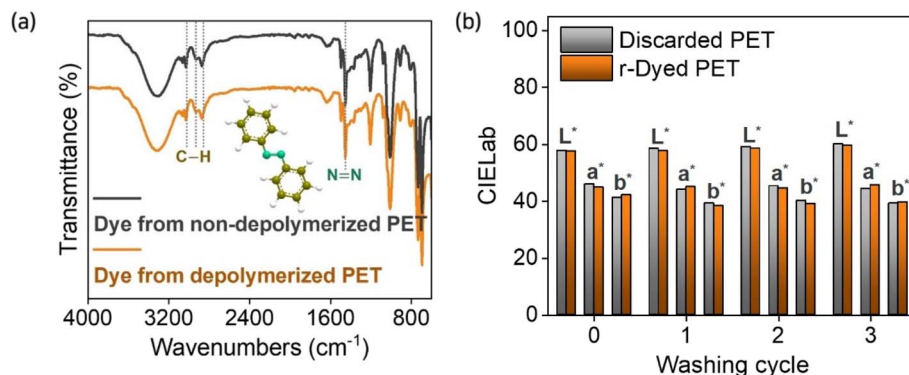 (a)
Transmittance (%)
C−H
N=N
Dye from non-depolymerized PET
Dye from depolymerized PET
4000 3200 2400 1600 800
Wavenumbers (cm⁻¹)
(b)
Discarded PET
r-Dyed PET
CIELab
100
80
60
40
20
0
L* a* b* L* a* b* L* a* b* L* a* b*
0 1 2 3
Washing cycle